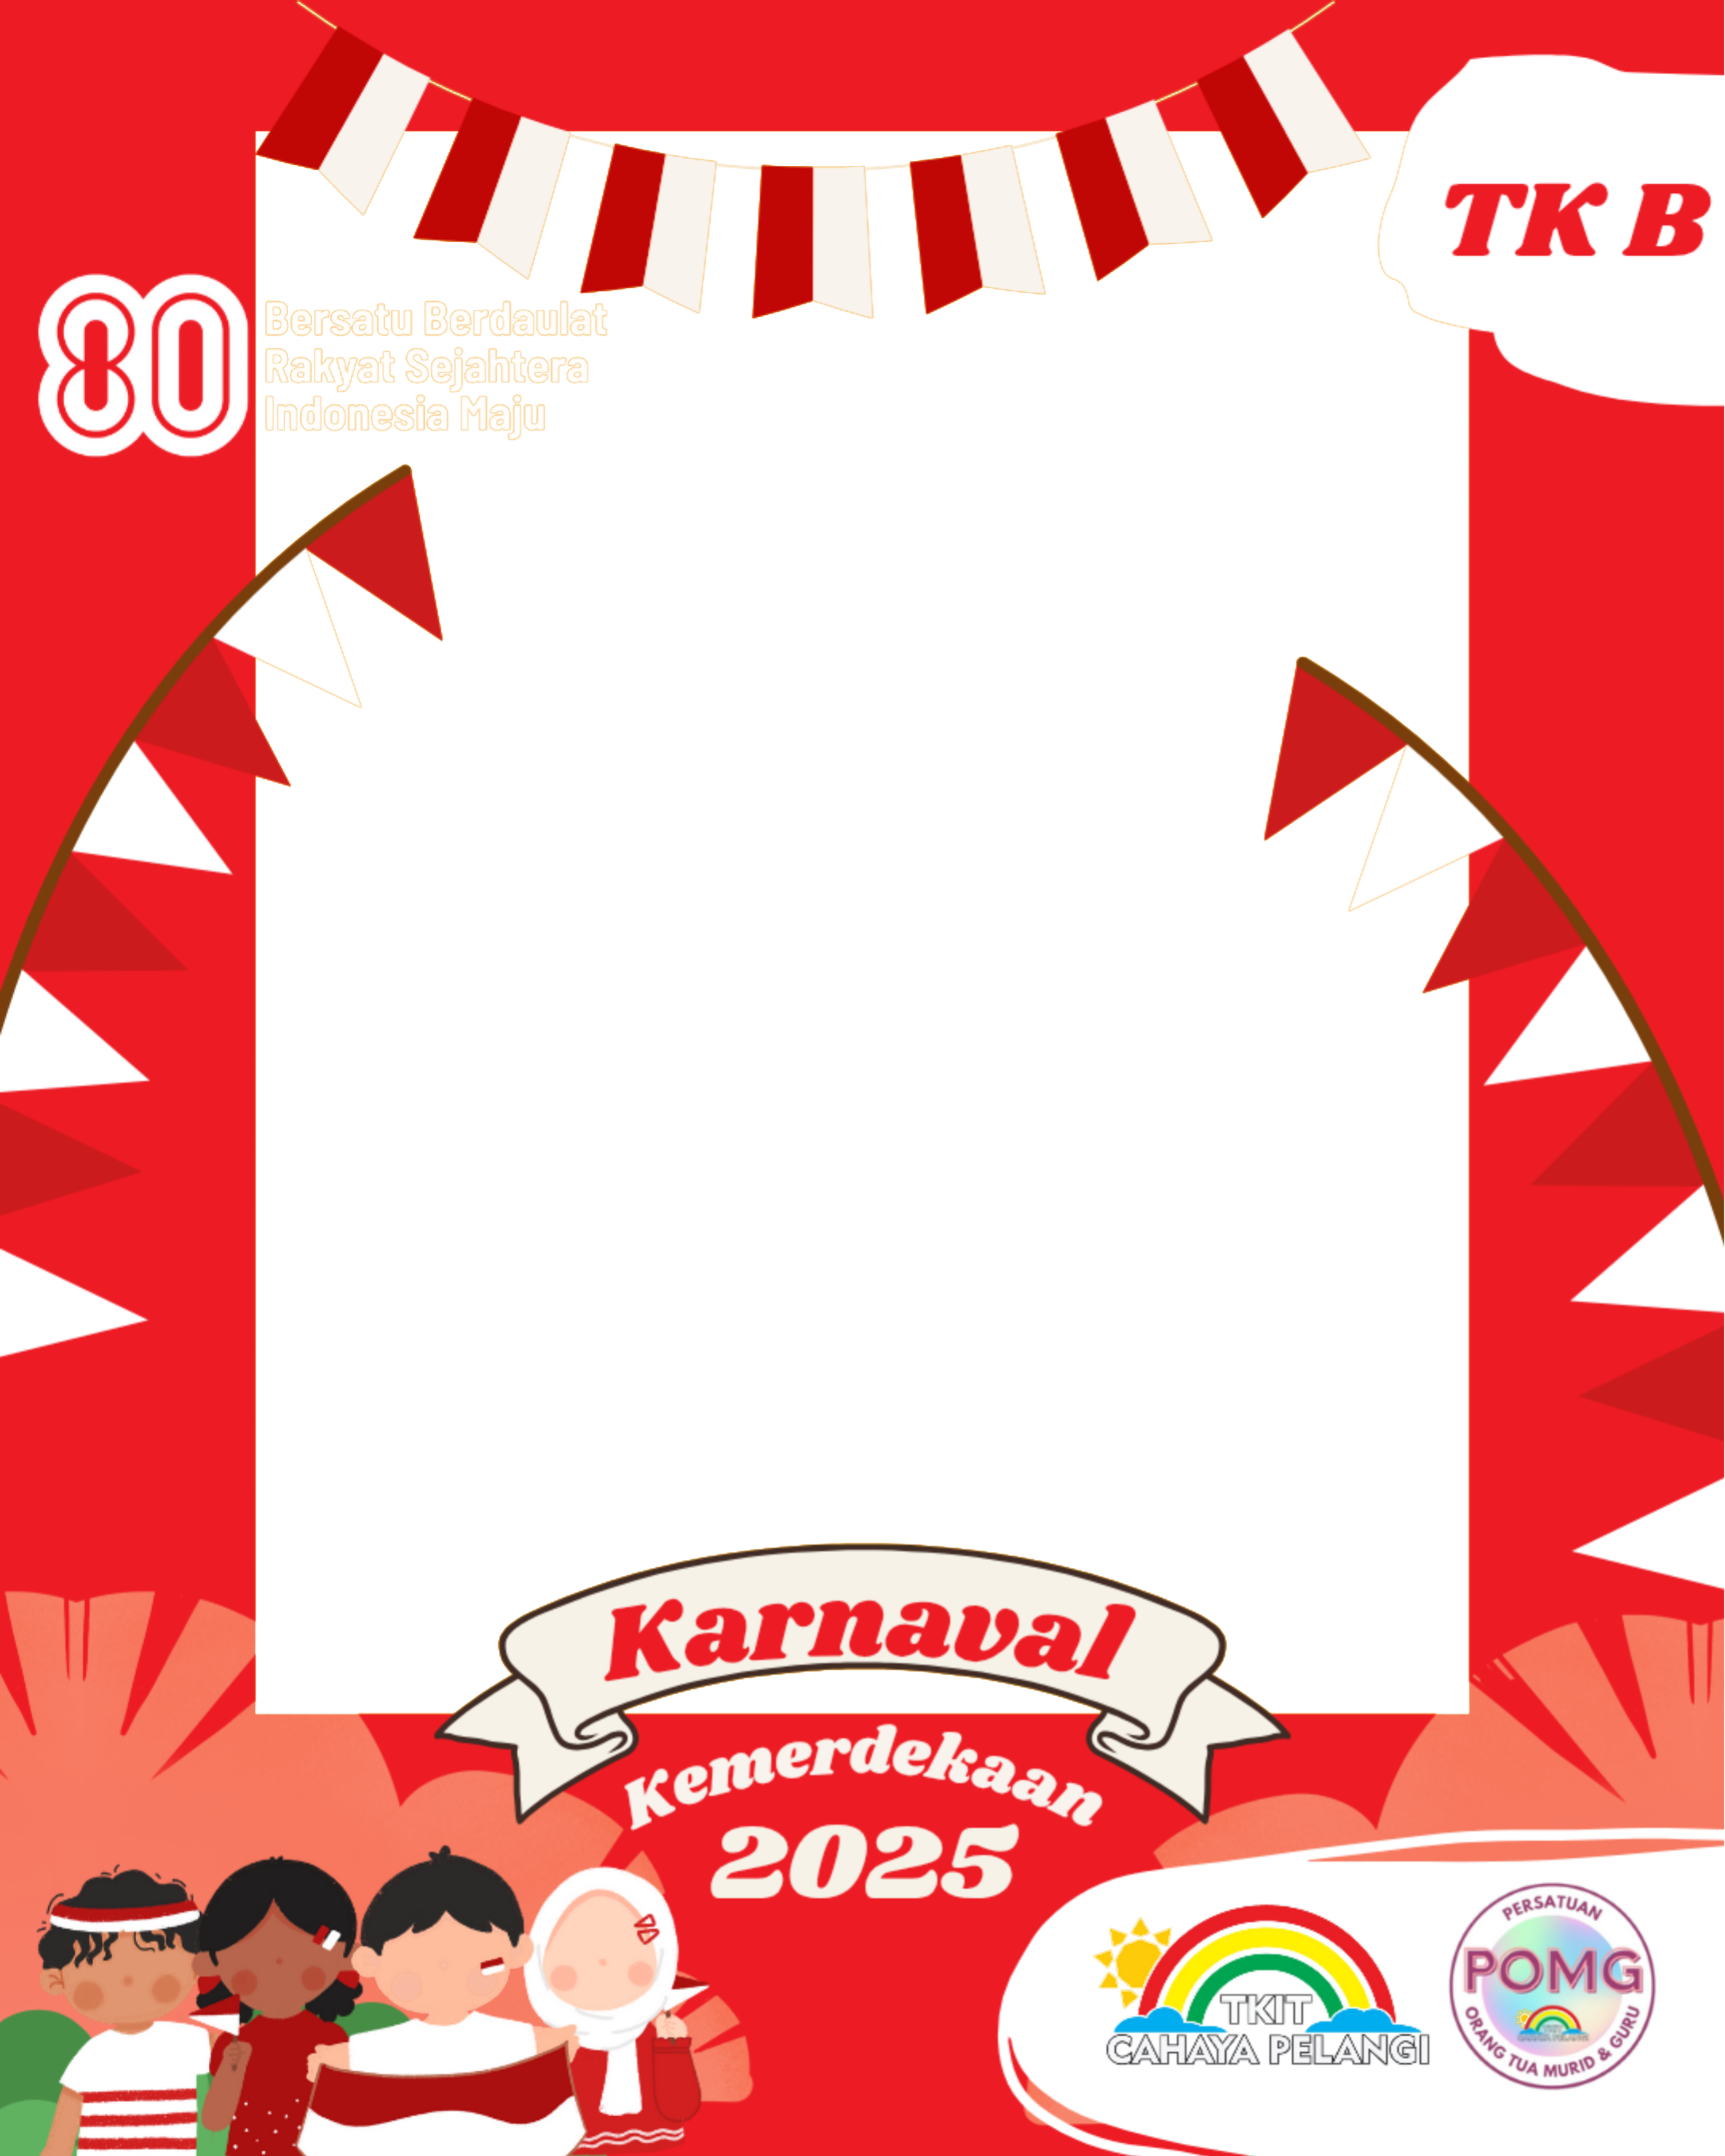 TK B
80
Bersatu Berdaulat
Rakyat Sejahtera
Indonesia Maju
Karnaval
Kemerdekaan
2025
TKIT
CAHAYA PELANGI
PERSATUAN
POMG
ORANG TUA MURID & GURU